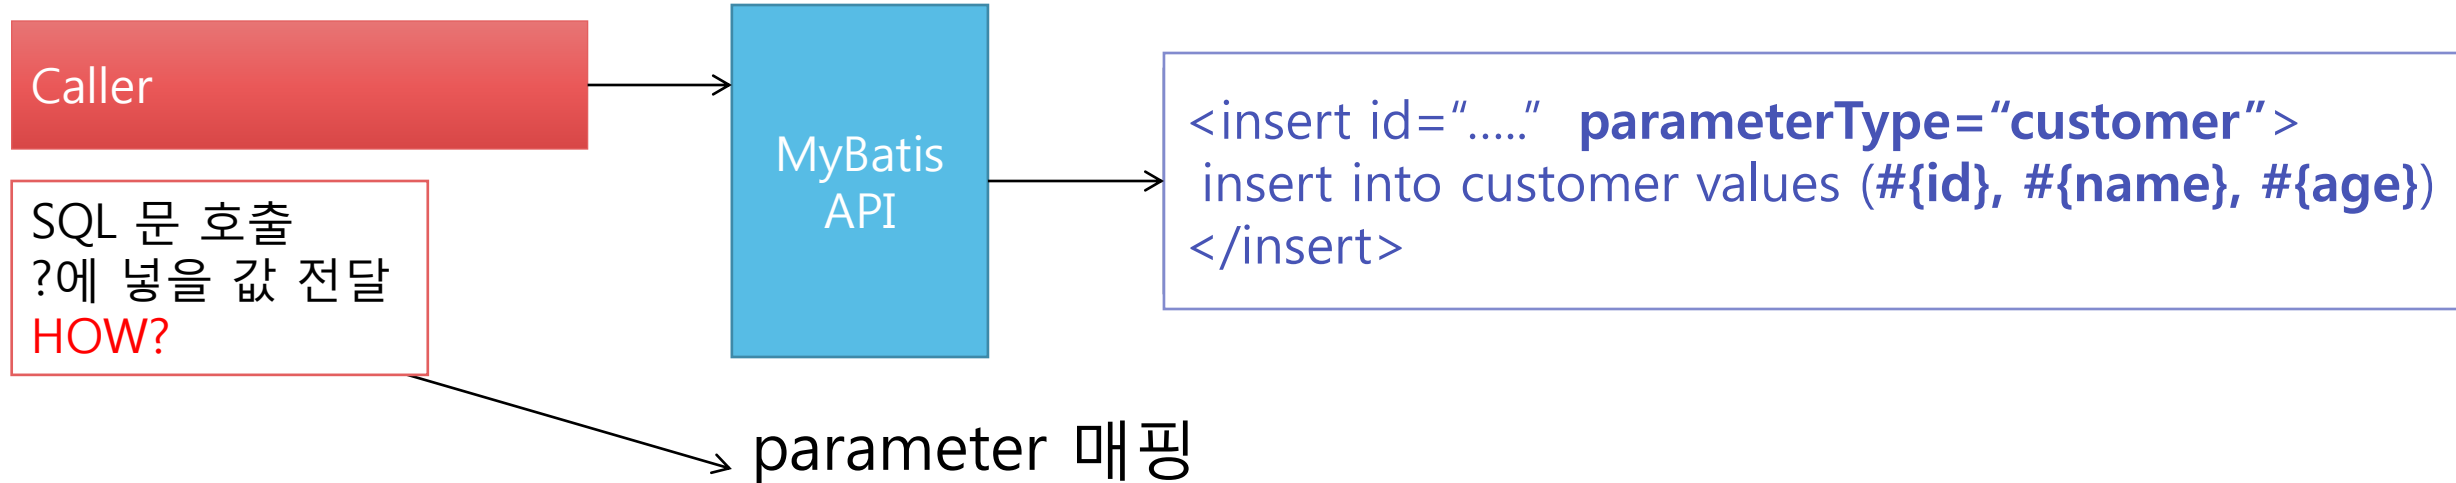 Caller
SQL 문 호출
?에 넣을 값 전달
HOW?
MyBatis
API
<insert id=“…..”  parameterType=“customer”>
insert into customer values (#{id}, #{name}, #{age})
</insert>
parameter 매핑